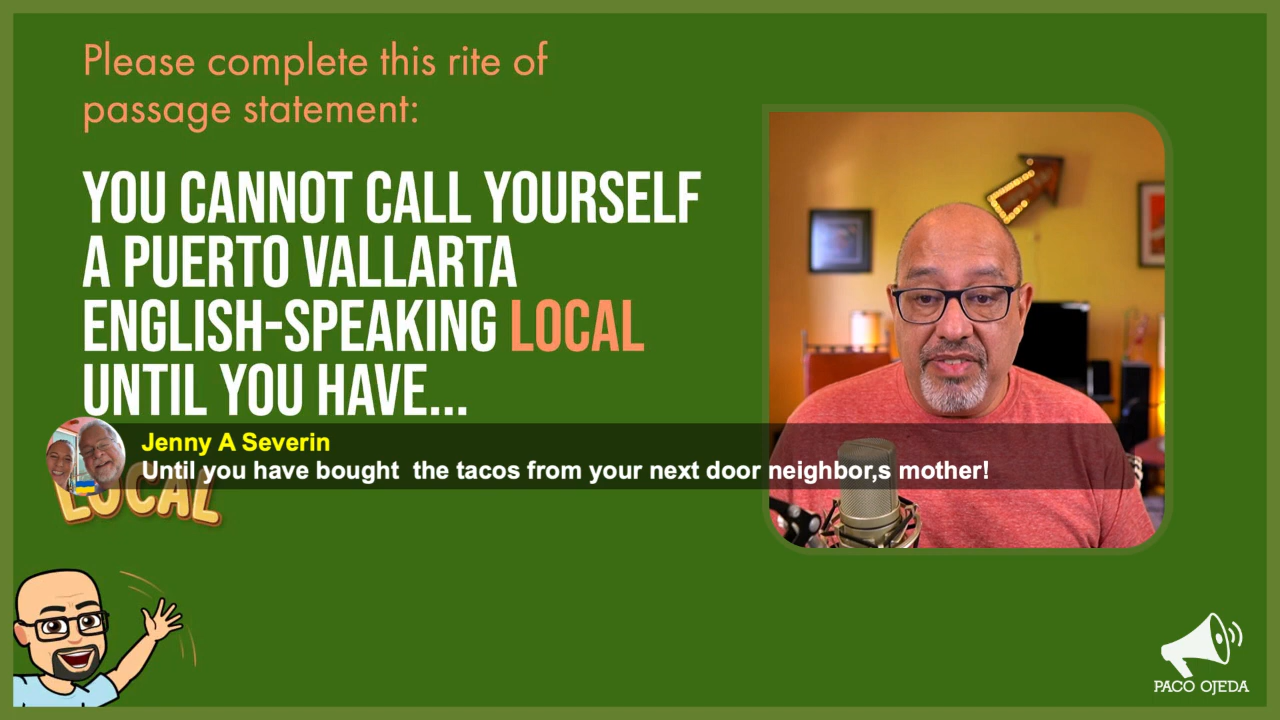 Please complete this rite of
passage statement:
YOU CANNOT CALL YOURSELF
A PUERTO VALLARTA
ENGLISH-SPEAKING LOCAL
UNTIL YOU HAVE...
Jenny A Severin
Until you have bought  the tacos from your next door neighbor,s mother!
LOCAL
PACO OJEDA